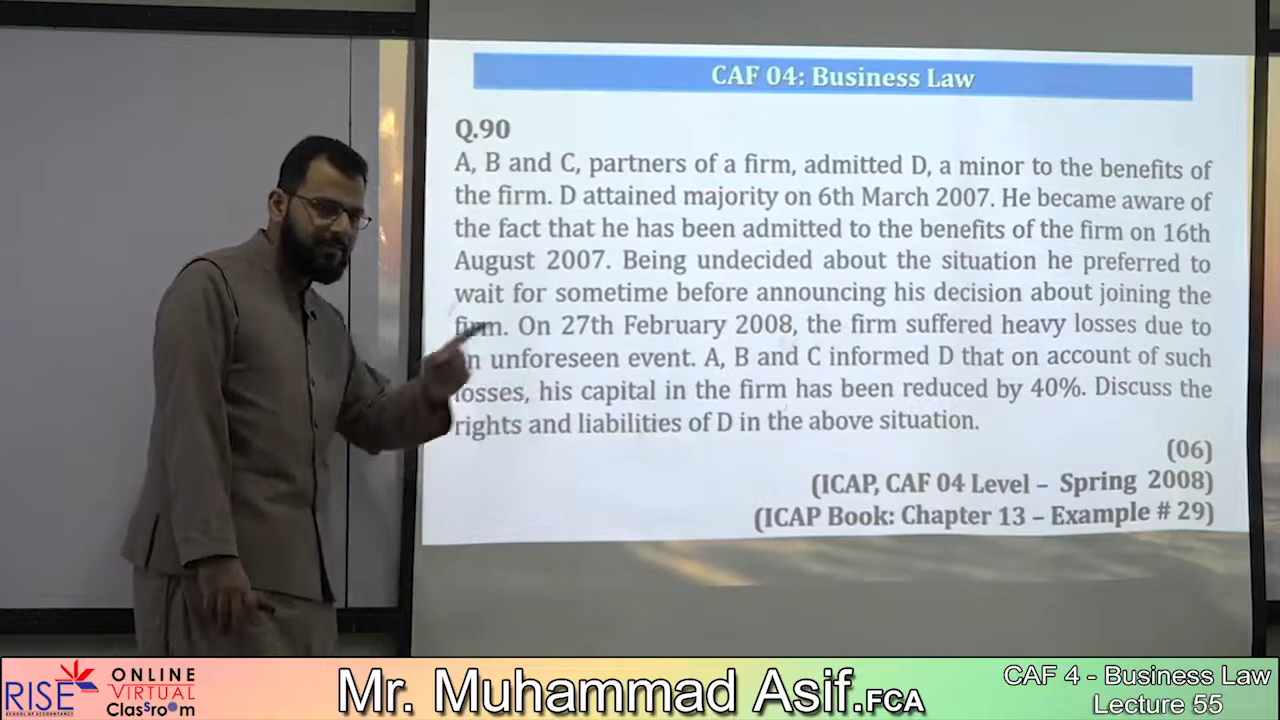 CAF 04: Business Law
Q.90
A, B and C, partners of a firm, admitted D, a minor to the benefits of
the firm. D attained majority on 6th March 2007. He became aware of
the fact that he has been admitted to the benefits of the firm on 16th
August 2007. Being undecided about the situation he preferred to
wait for sometime before announcing his decision about joining the
firm. On 27th February 2008, the firm suffered heavy losses due to
unforeseen event. A, B and C informed D that on account of such
losses, his capital in the firm has been reduced by 40%. Discuss the
rights and liabilities of D in the above situation.
(06)
(ICAP, CAF 04 Level – Spring 2008)
(ICAP Book: Chapter 13 – Example # 29)
RISE
SCHOOL OF ACCOUNTANCY
ONLINE
VIRTUAL
ClassroOm
Mr. Muhammad Asif.FCA
CAF 4 - Business Law
Lecture 55